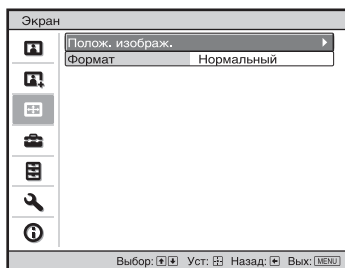 Экран
Полож. изображ.
Формат Нормальный
Выбор: Уст: Назад: Вых: MENU